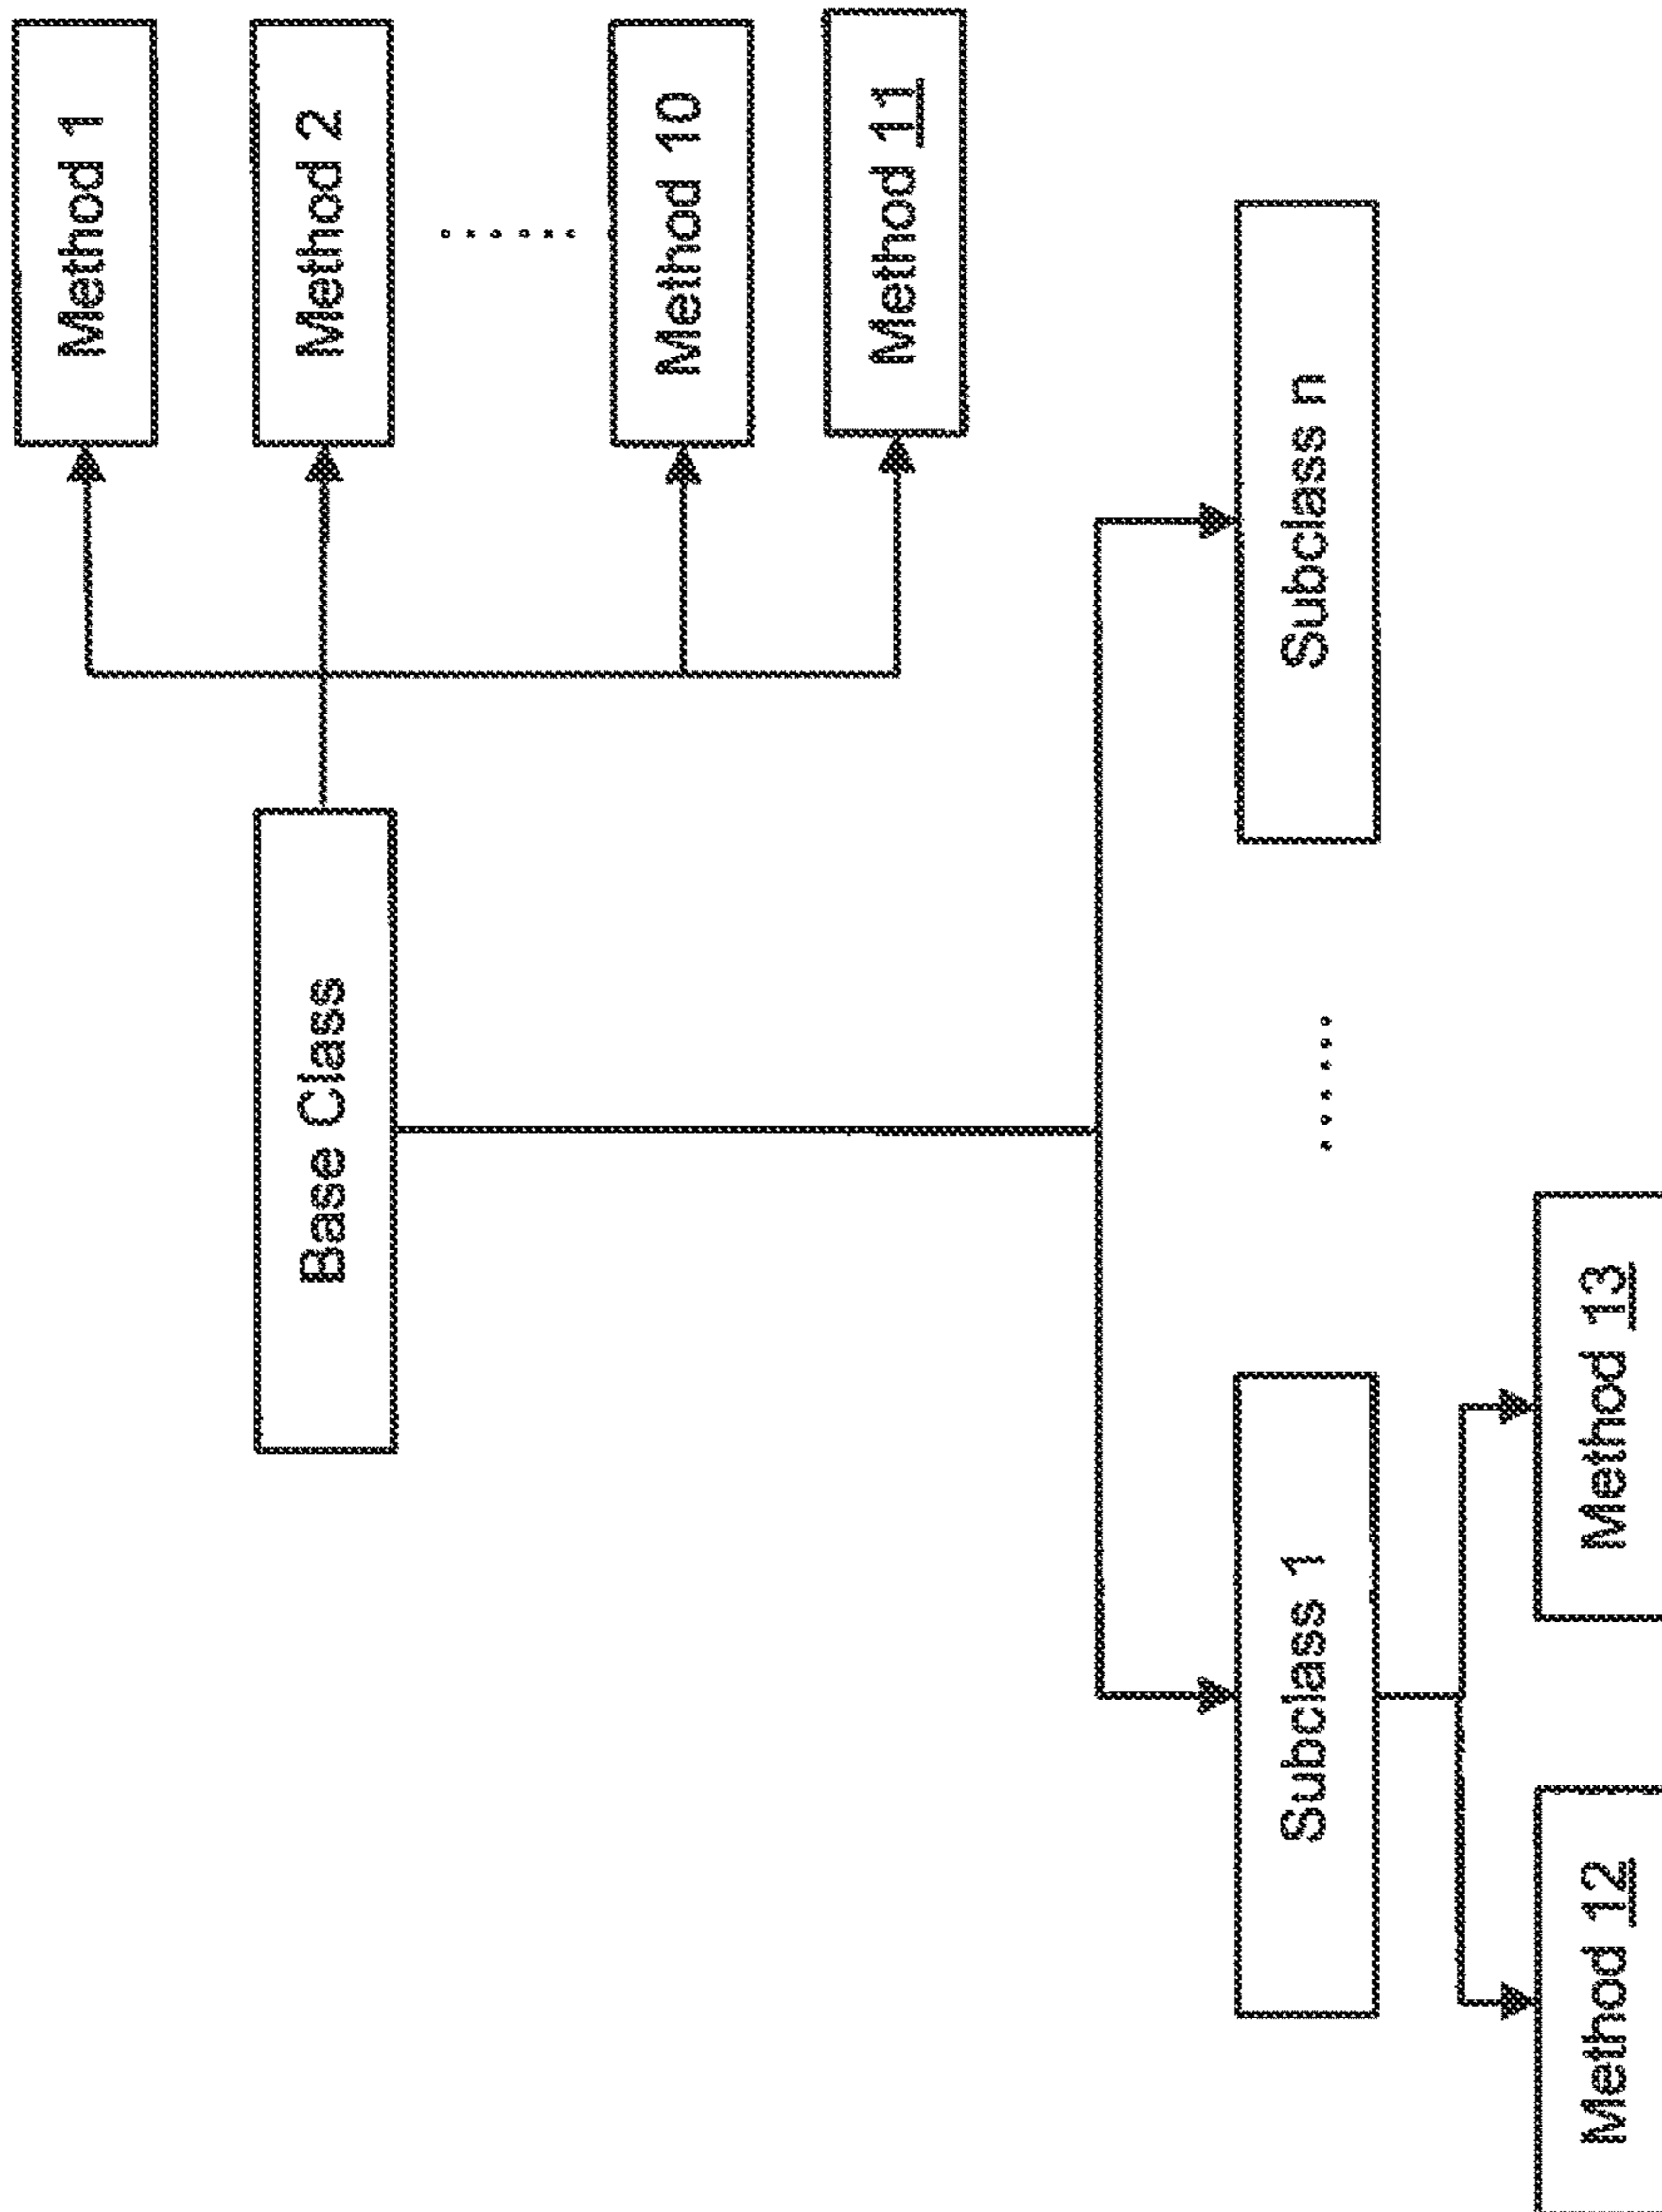 Method 1
Base Class
Method 2
Method 10
Method 11
Subclass 1
Subclass n
Method 12
Method 13